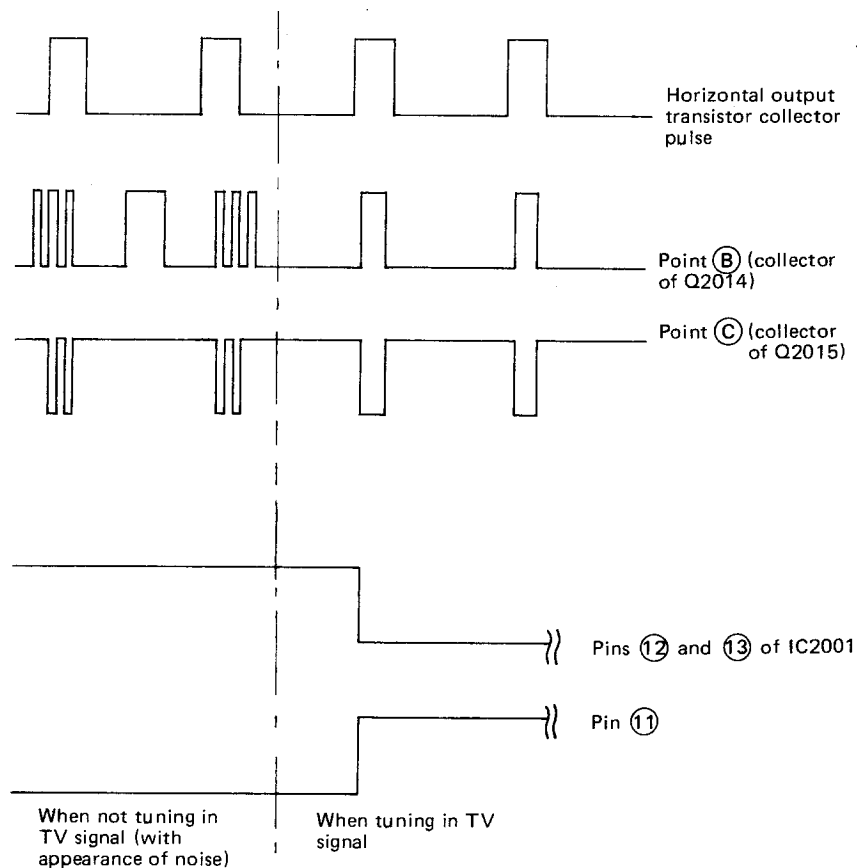 Horizontal output
transistor collector
pulse
Point Ⓑ (collector
of Q2014)
Point Ⓒ (collector
of Q2015)
Pins ⑫ and ⑬ of IC2001
Pin ⑪
When not tuning in
TV signal (with
appearance of noise)
When tuning in TV
signal